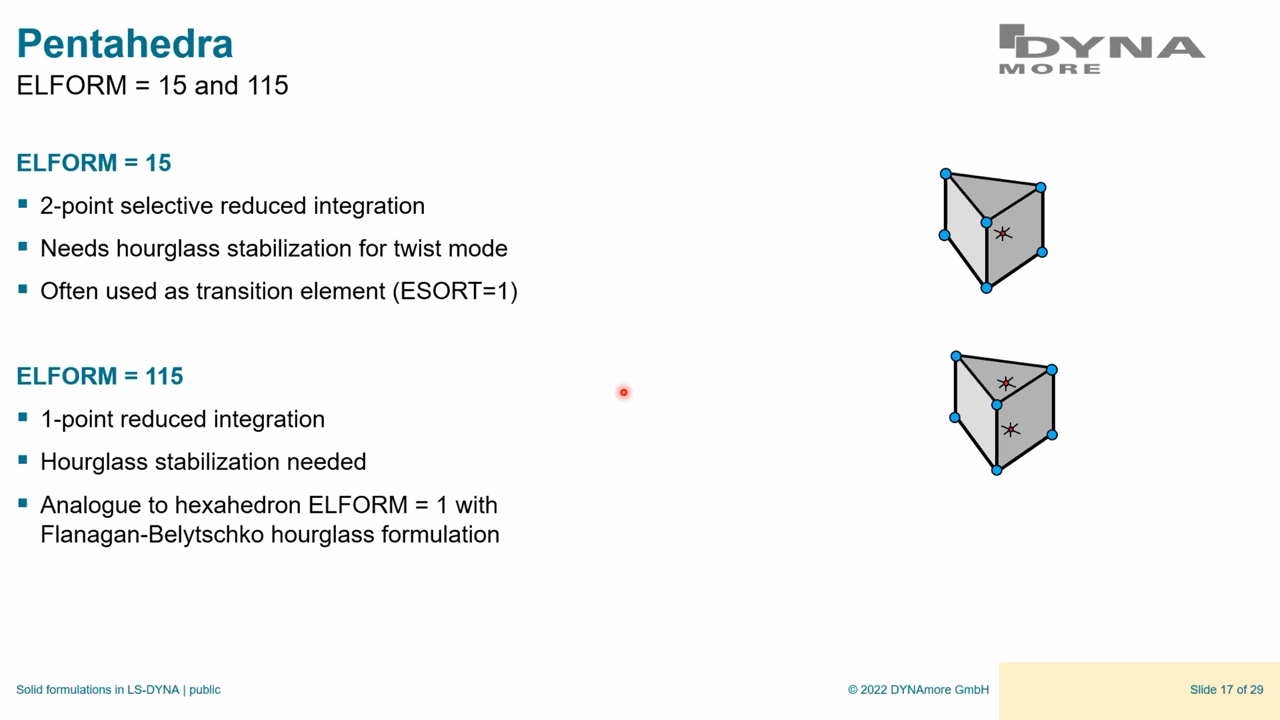 Pentahedra
ELFORM = 15 and 115
DYNA
MORE
ELFORM = 15
2-point selective reduced integration
Needs hourglass stabilization for twist mode
Often used as transition element (ESORT=1)
ELFORM = 115
1-point reduced integration
Hourglass stabilization needed
Analogue to hexahedron ELFORM = 1 with
Flanagan-Belytschko hourglass formulation
Solid formulations in LS-DYNA | public
© 2022 DYNAmore GmbH
Slide 17 of 29